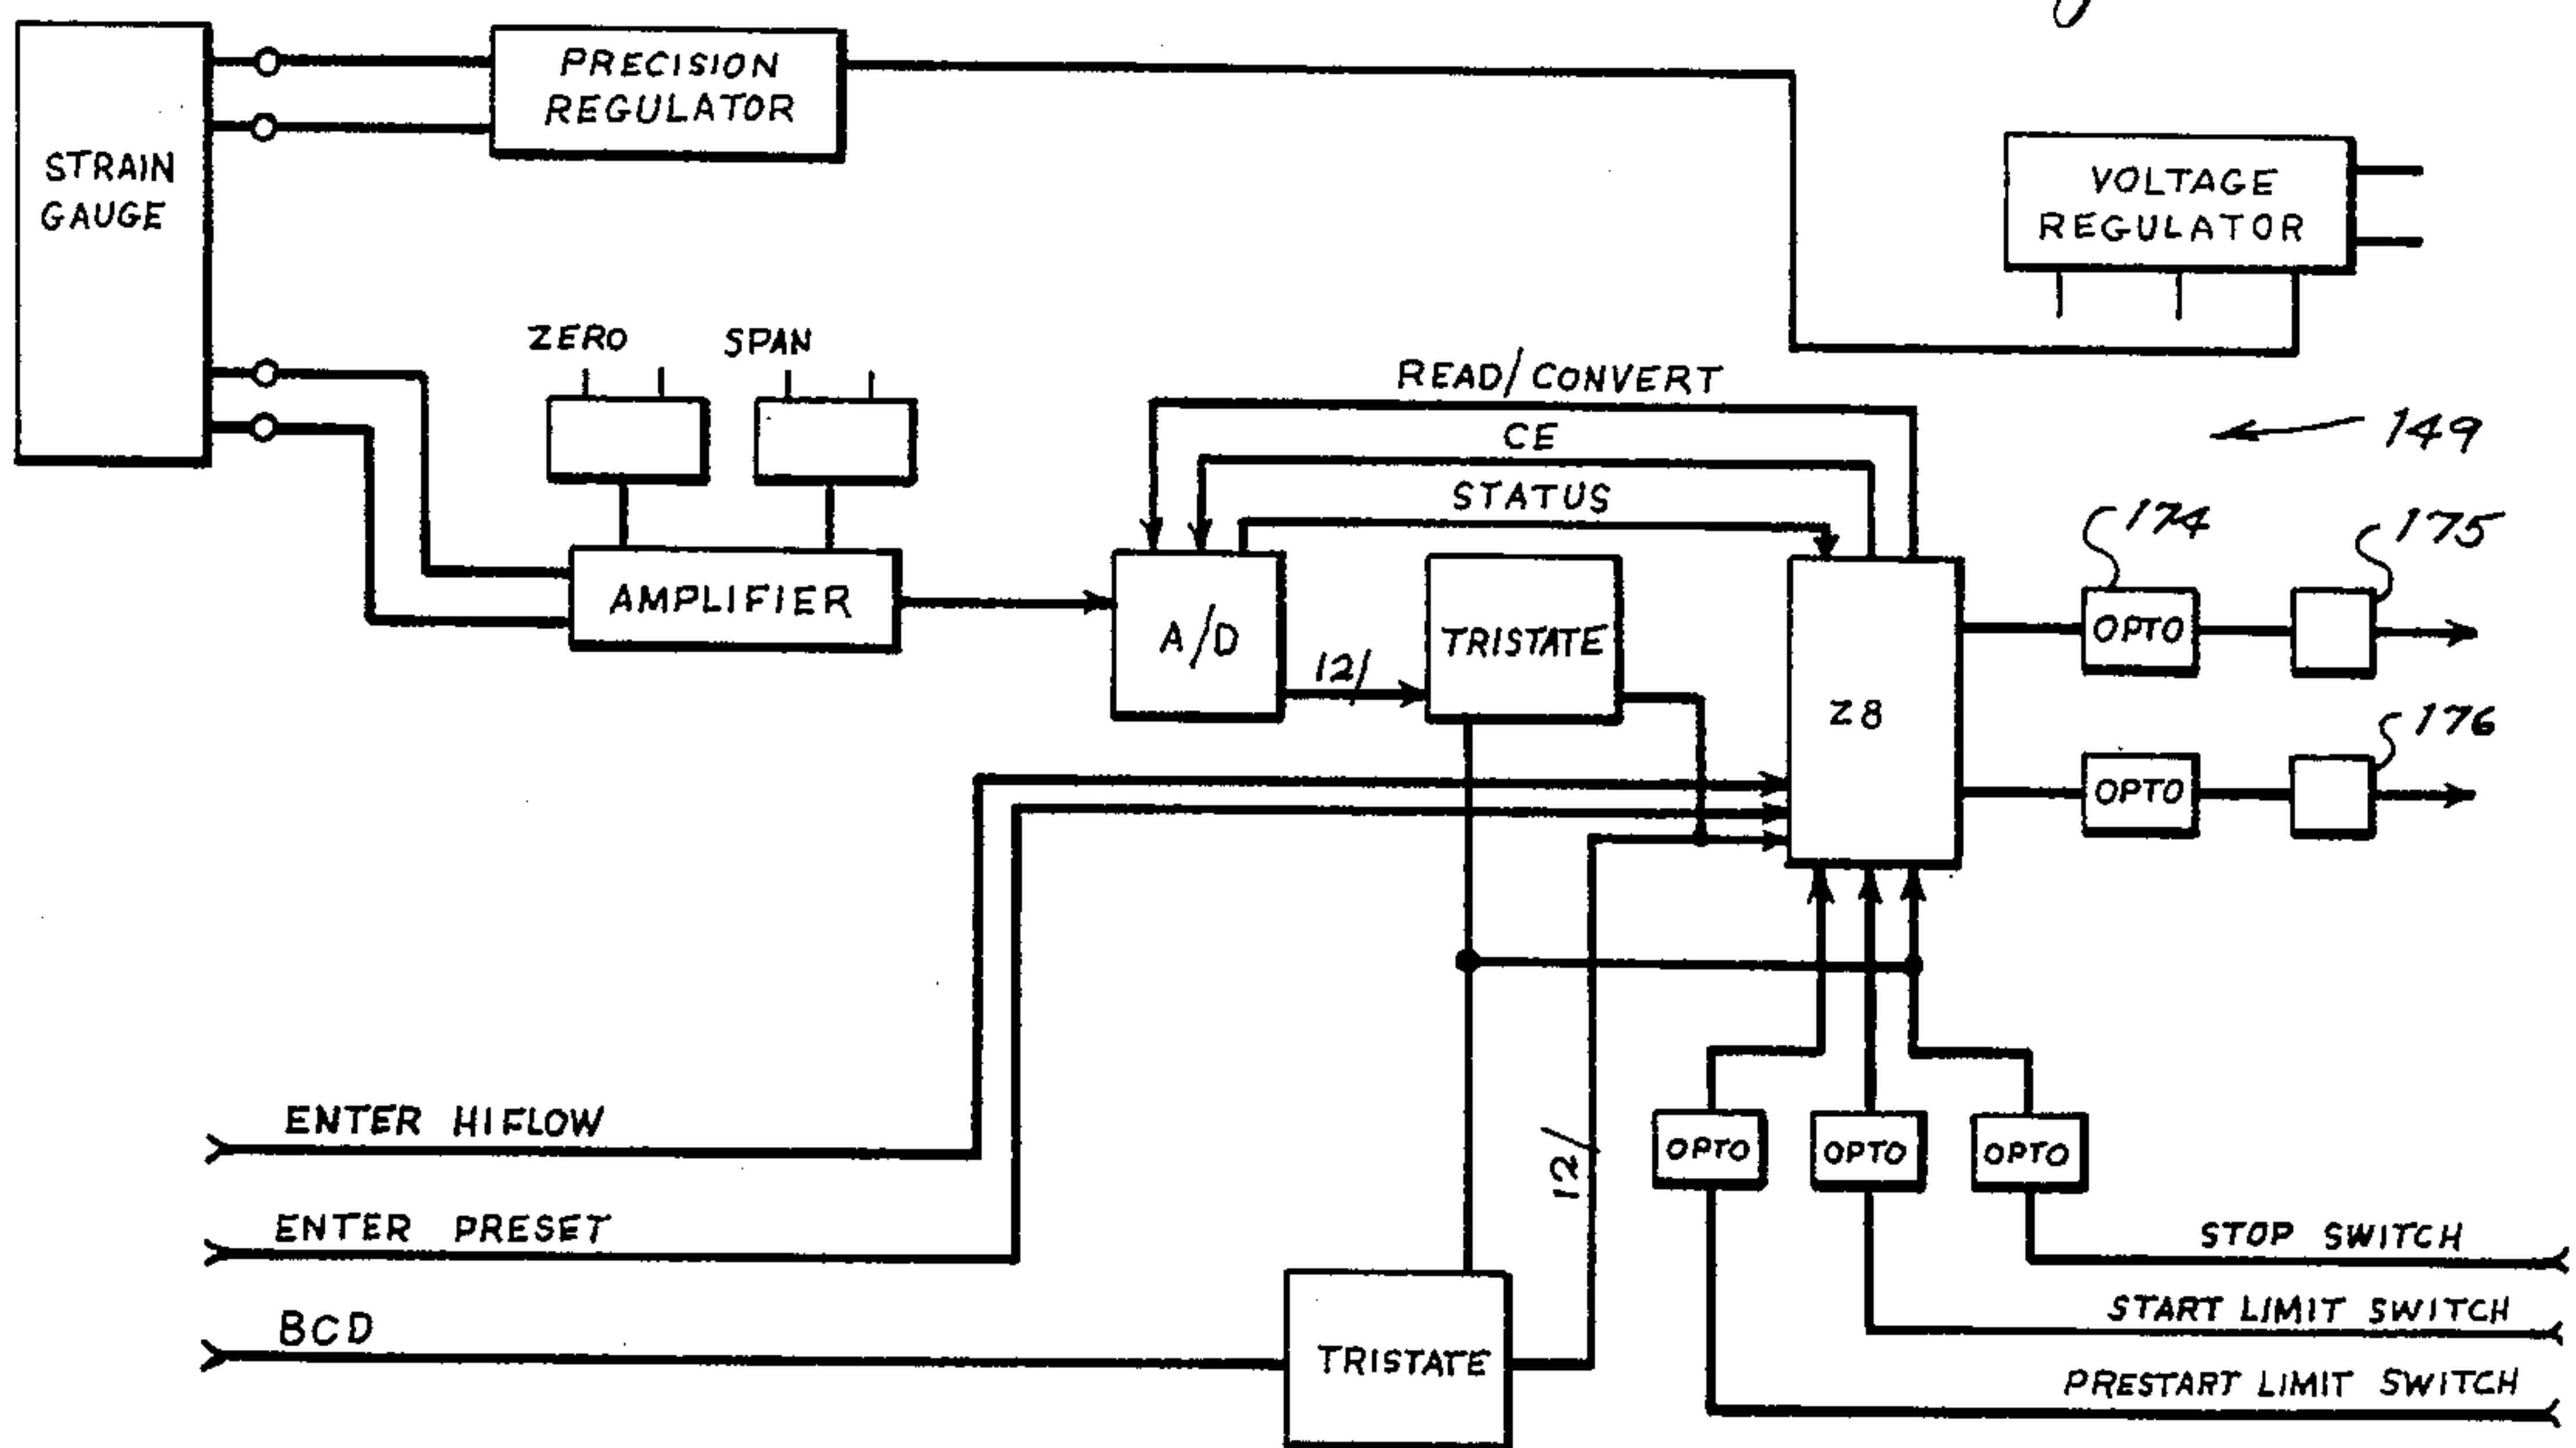 PRECISION
REGULATOR
STRAIN
GAUGE
VOLTAGE
REGULATOR
ZERO
SPAN
READ/CONVERT
CE
STATUS
149
174
175
AMPLIFIER
A/D
12/
TRISTATE
Z8
OPTO
176
OPTO
ENTER HIFLOW
ENTER PRESET
BCD
12/
OPTO
OPTO
OPTO
STOP SWITCH
START LIMIT SWITCH
PRESTART LIMIT SWITCH
TRISTATE